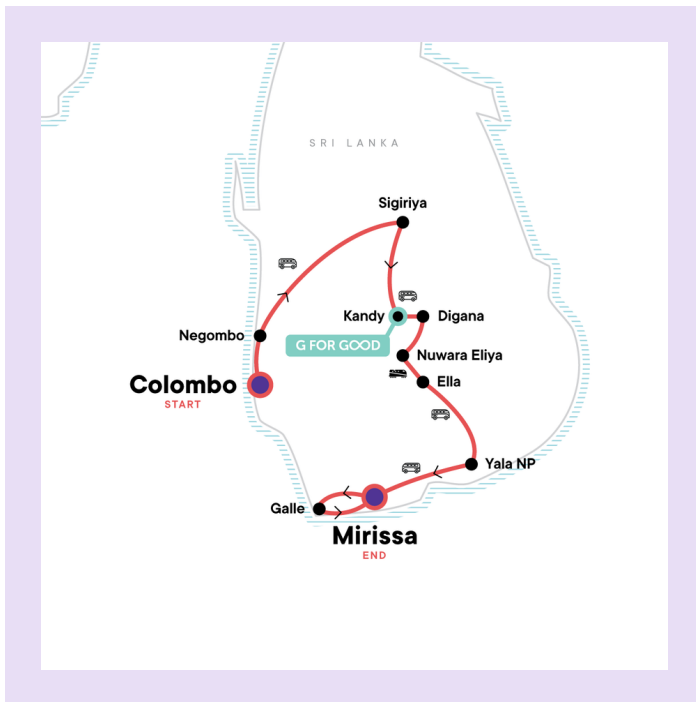 SRI LANKA
Sigiriya
Kandy
Digana
Negombo
G FOR GOOD
Nuwara Eliya
Colombo
START
Ella
Yala NP
Galle
Mirissa
END